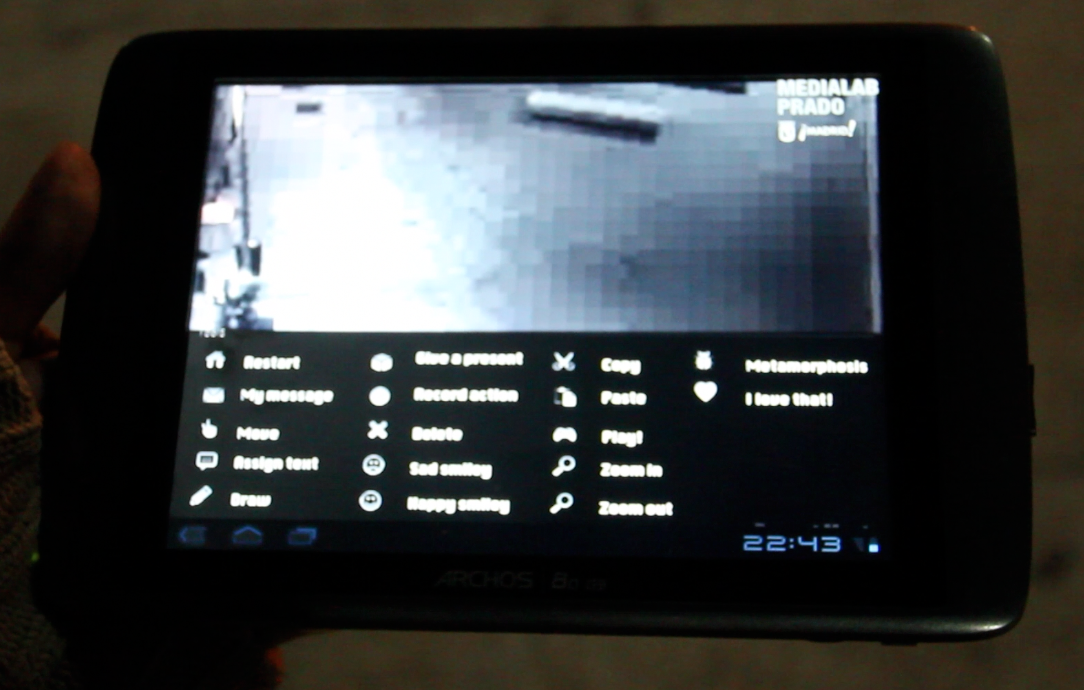 MEDIALAB
PRADO
¡MADRID!
Restart
My message
Move
Assign text
Draw
Give a present
Record action
Delete
Sad smiley
Happy smiley
Copy
Paste
Play!
Zoom in
Zoom out
Metamorphosis
I love that!
22:43
ARCHOS 80